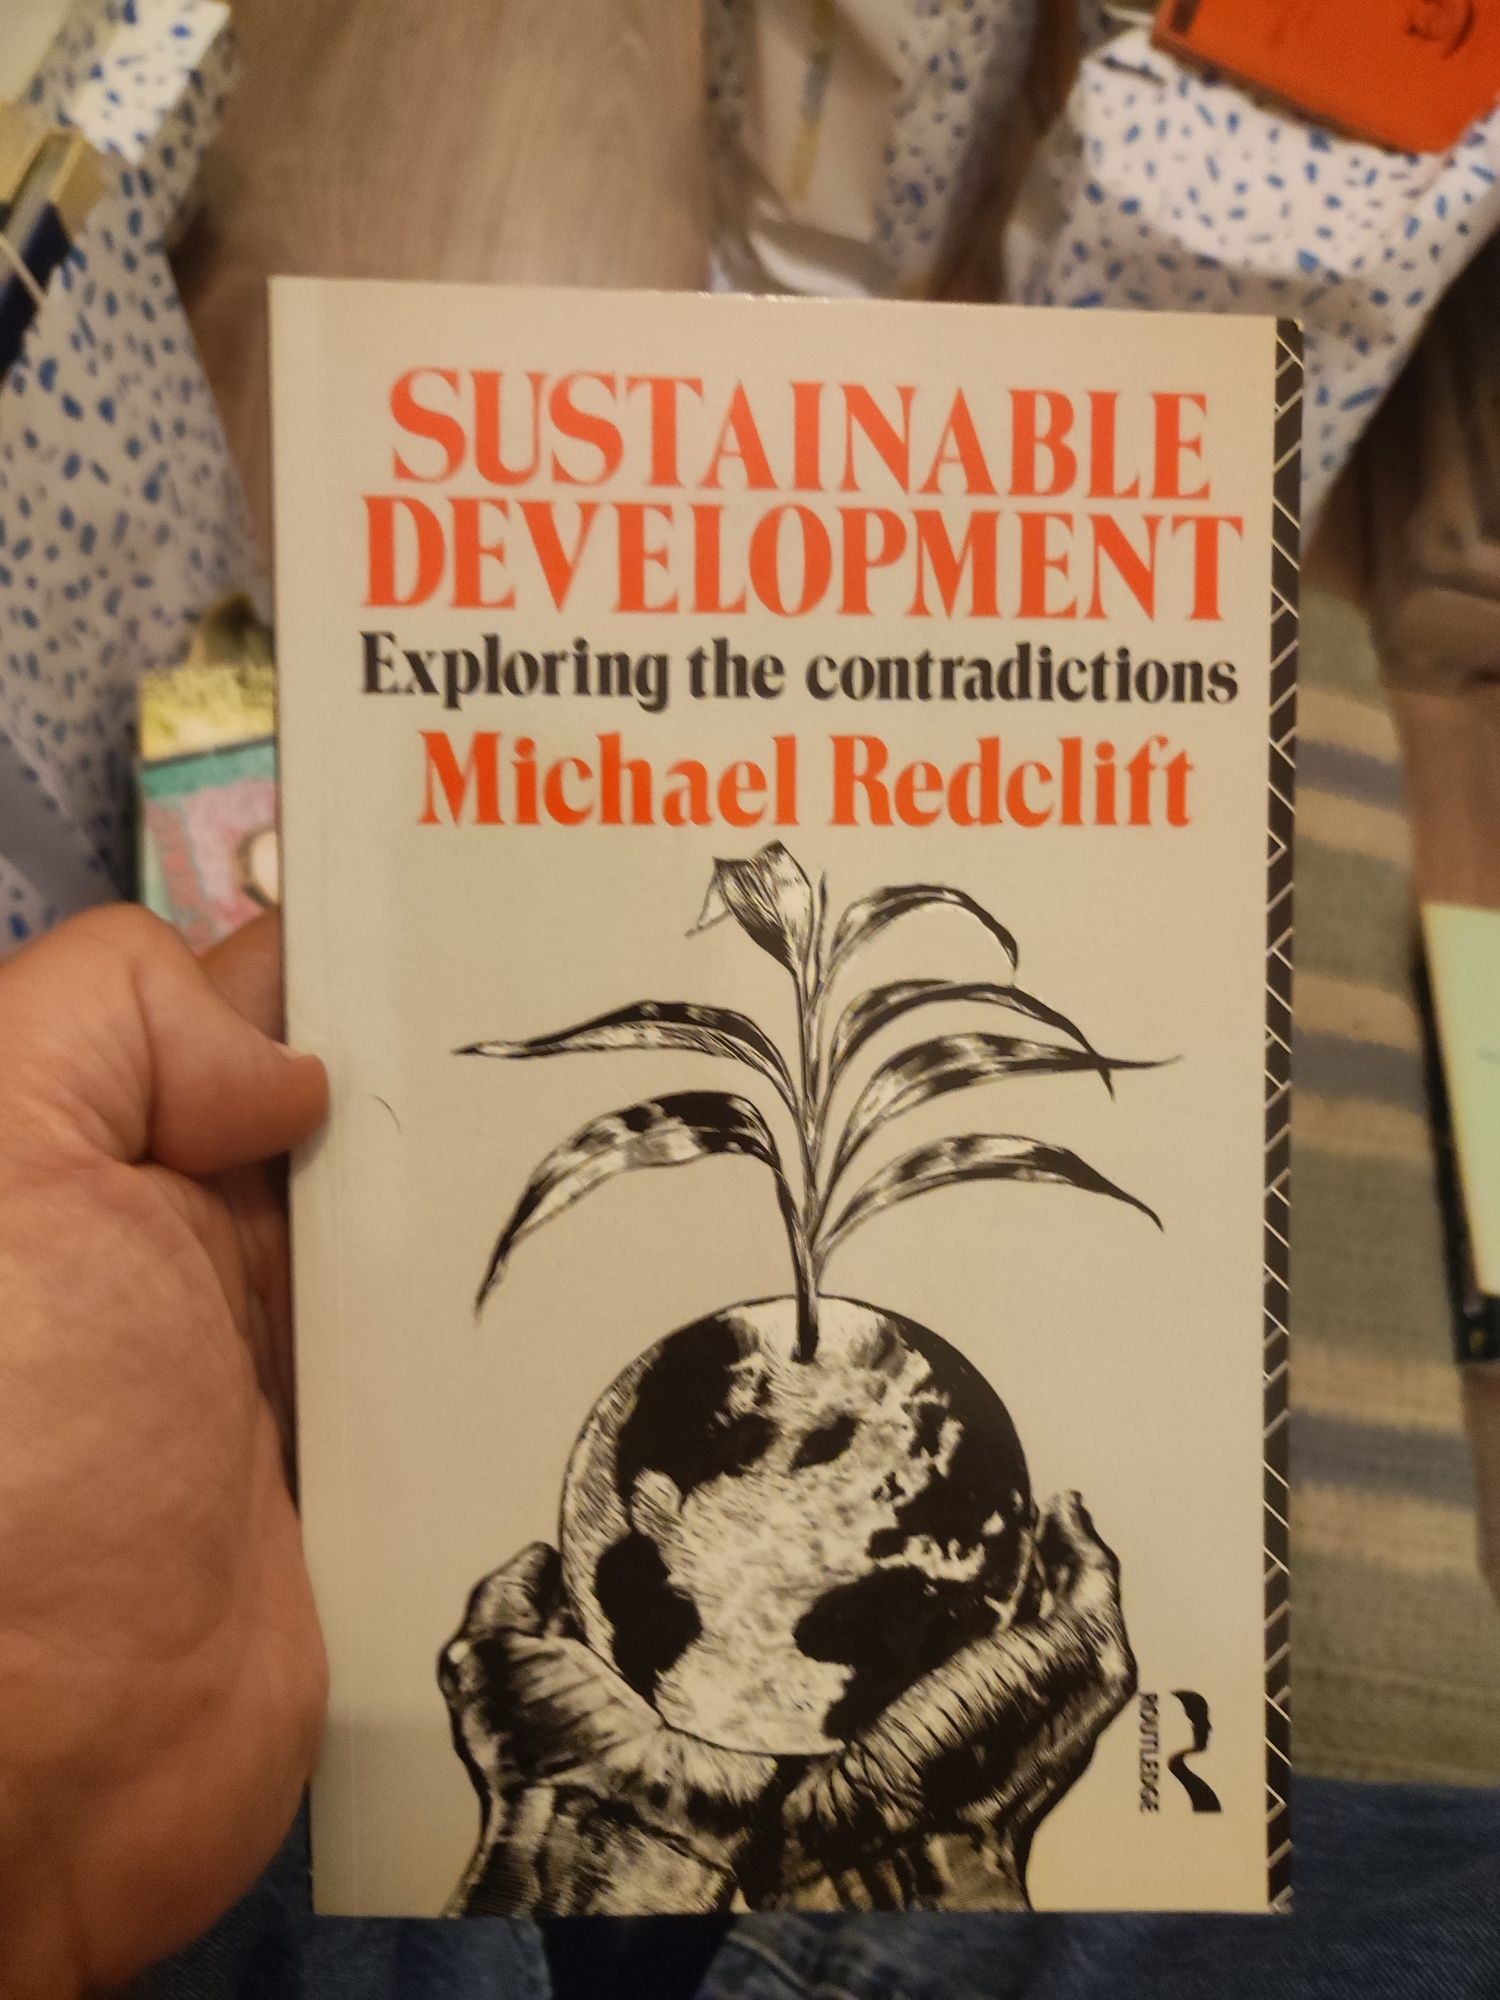 SUSTAINABLE
DEVELOPMENT
Exploring the contradictions
Michael Redclift
ROUTLEDGE